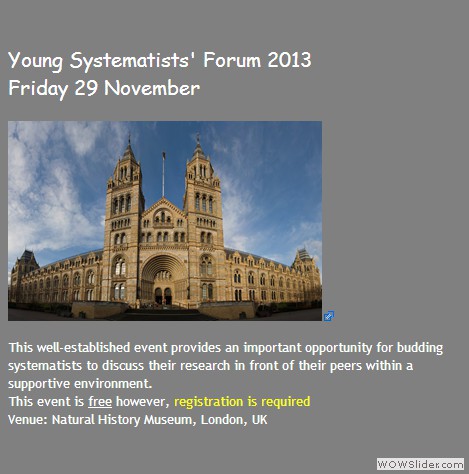 Young Systematists' Forum 2013
Friday 29 November
This well-established event provides an important opportunity for budding
systematists to discuss their research in front of their peers within a
supportive environment.
This event is free however, registration is required
Venue: Natural History Museum, London, UK
WOWSlider.com